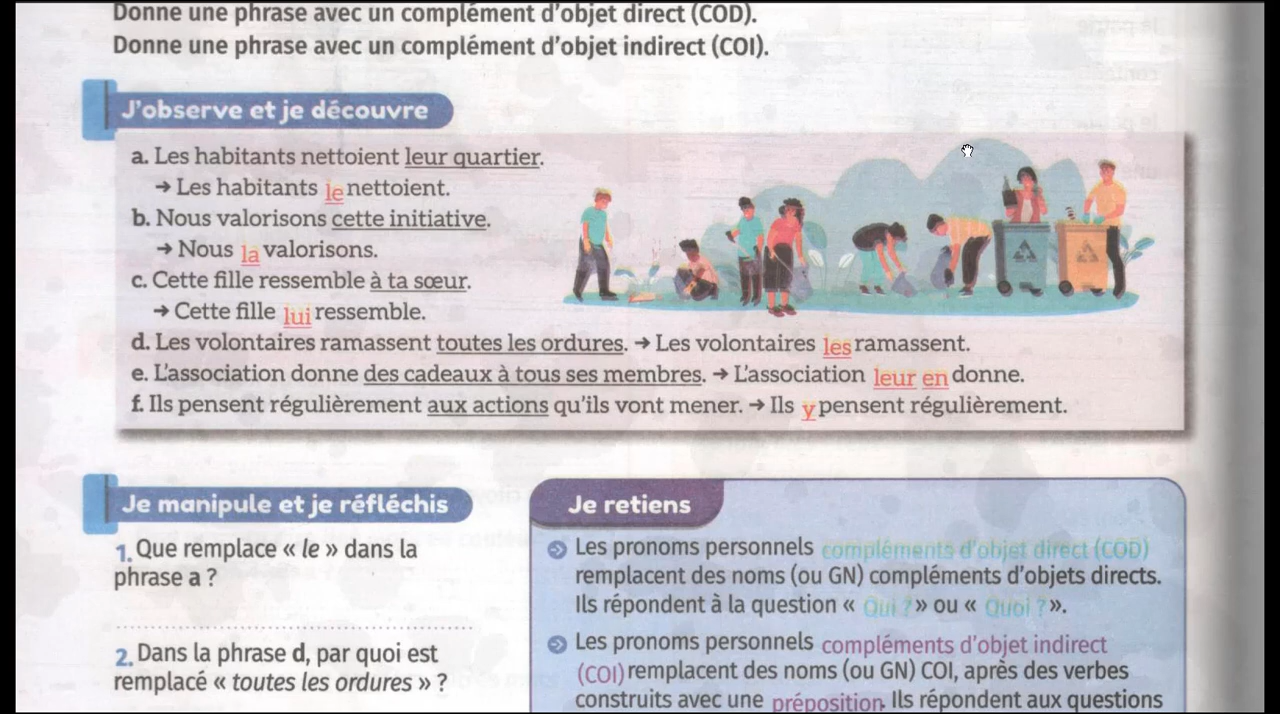 Donne une phrase avec un complément d'objet direct (COD).
Donne une phrase avec un complément d'objet indirect (COI).
J'observe et je découvre
a. Les habitants nettoient leur quartier.
→ Les habitants le nettoient.
b. Nous valorisons cette initiative.
→ Nous la valorisons.
c. Cette fille ressemble à ta sœur.
→ Cette fille lui ressemble.
d. Les volontaires ramassent toutes les ordures. → Les volontaires les ramassent.
e. L'association donne des cadeaux à tous ses membres. → L'association leur en donne.
f. Ils pensent régulièrement aux actions qu'ils vont mener. → Ils y pensent régulièrement.
Je manipule et je réfléchis
1. Que remplace « le » dans la
phrase a ?
2. Dans la phrase d, par quoi est
remplacé « toutes les ordures » ?
Je retiens
Les pronoms personnels compléments d'objet direct (COD)
remplacent des noms (ou GN) compléments d'objets directs.
Ils répondent à la question « Qui ? » ou « Quoi ? ».
Les pronoms personnels compléments d'objet indirect
(COI) remplacent des noms (ou GN) COI, après des verbes
construits avec une préposition. Ils répondent aux questions